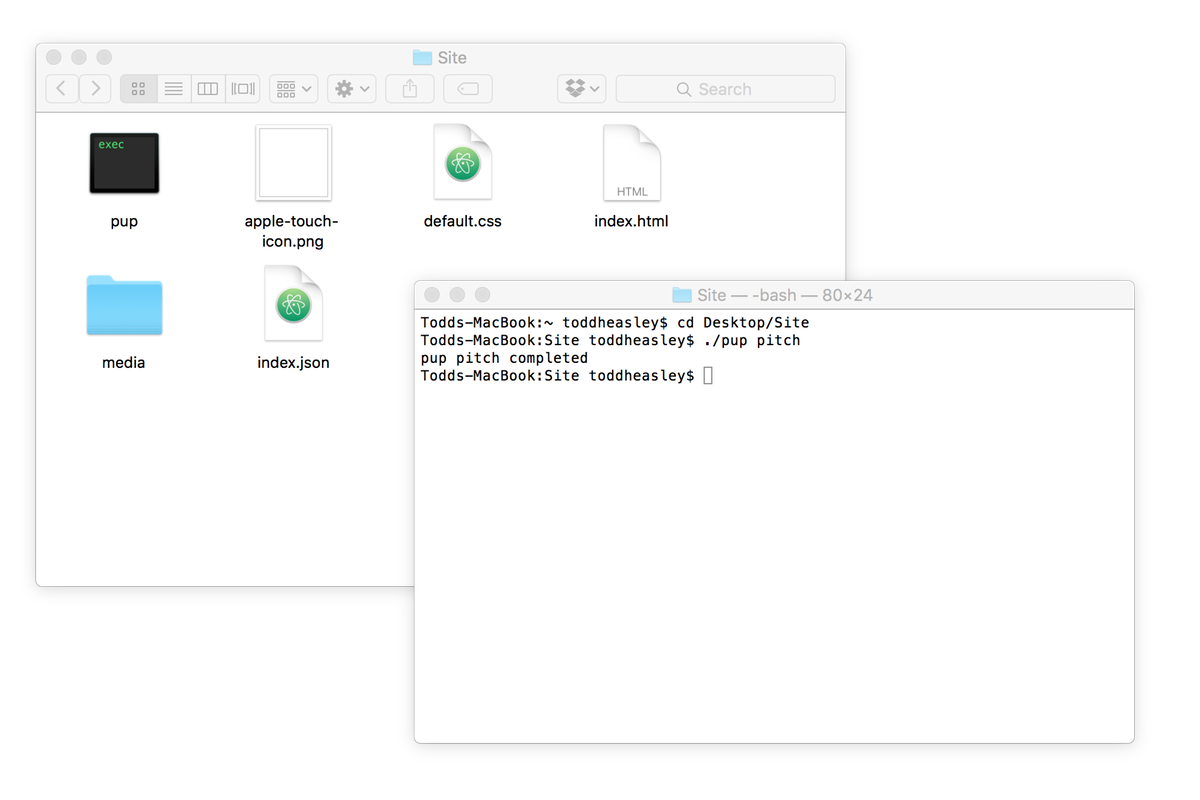 Site
Search
exec
pup
apple-touch-
icon.png
default.css
HTML
index.html
media
index.json
Site — -bash — 80×24
Todds-MacBook:~ toddheasley$ cd Desktop/Site
Todds-MacBook:Site toddheasley$ ./pup pitch
pup pitch completed
Todds-MacBook:Site toddheasley$